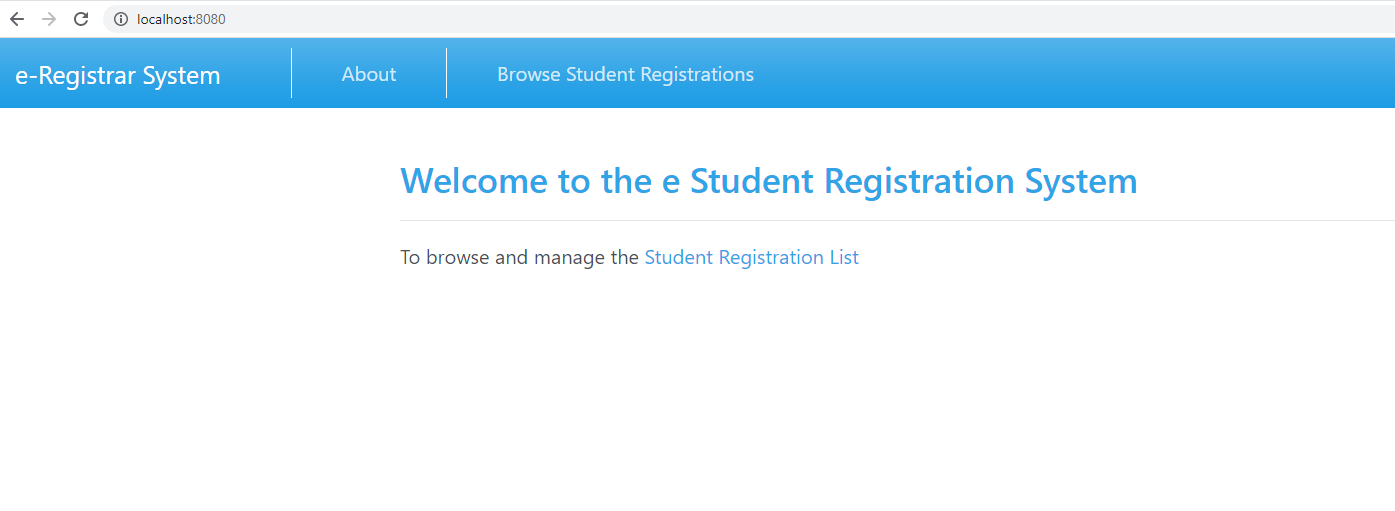 localhost:8080
e-Registrar System About Browse Student Registrations
Welcome to the e Student Registration System
To browse and manage the Student Registration List